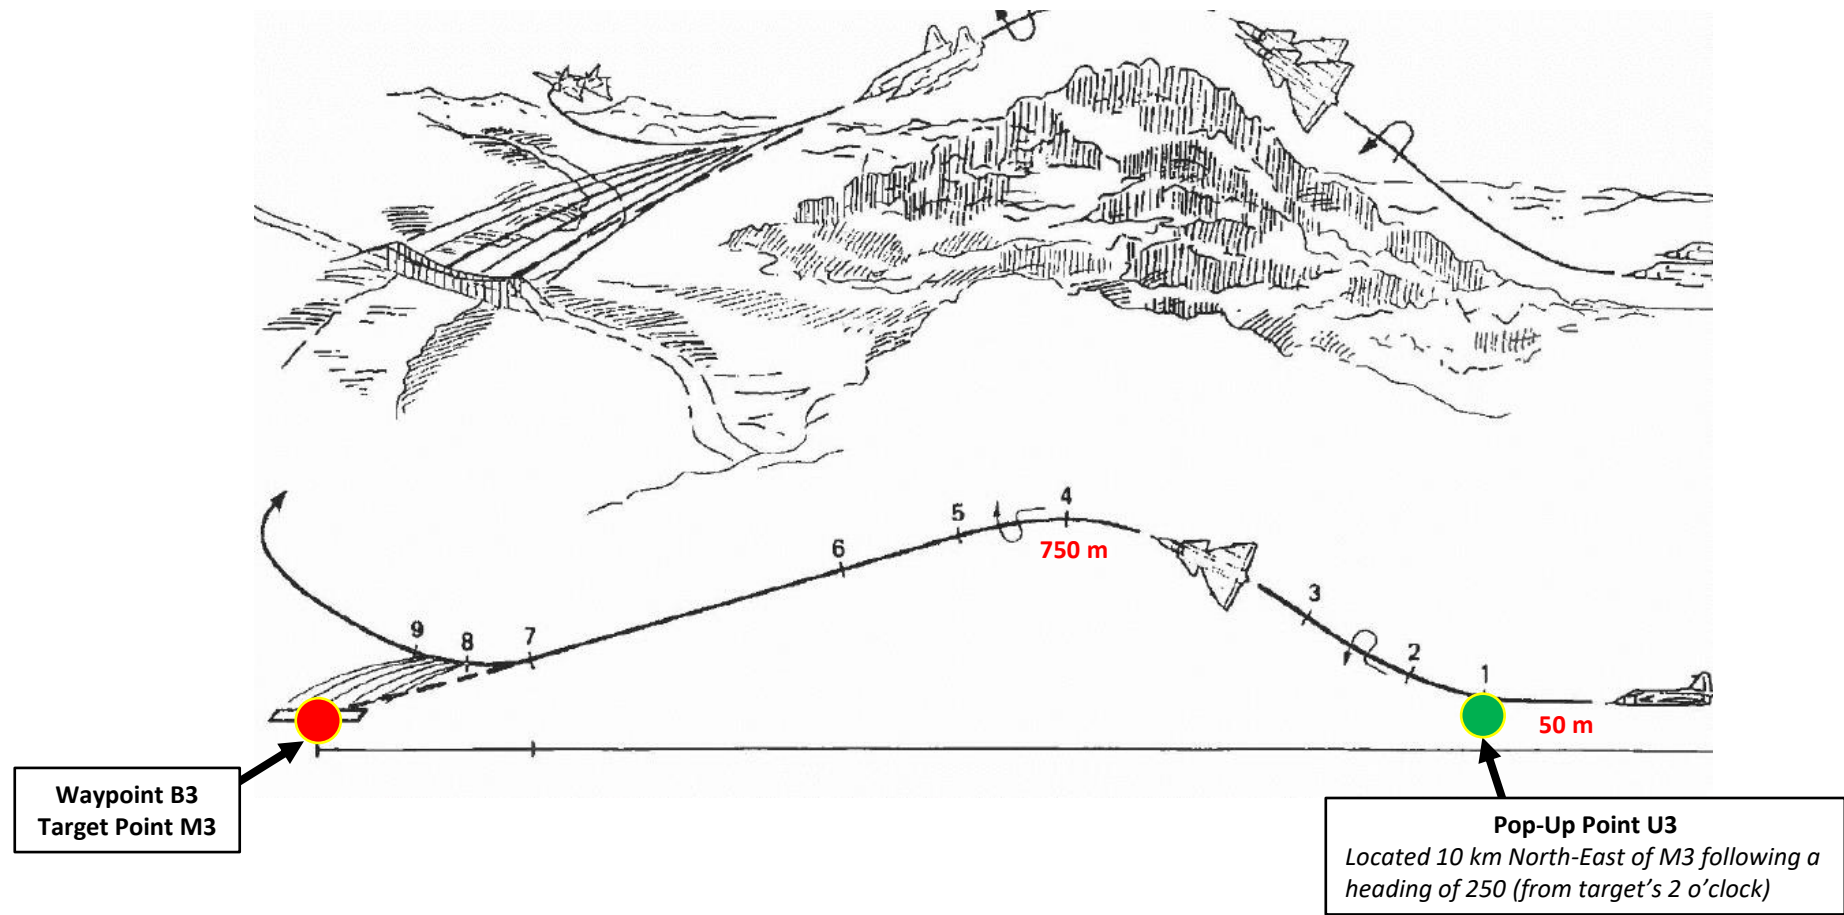 4
5
750 m
6
3
9
8
7
2
1
50 m
Waypoint B3
Target Point M3
Pop-Up Point U3
Located 10 km North-East of M3 following a
heading of 250 (from target's 2 o'clock)